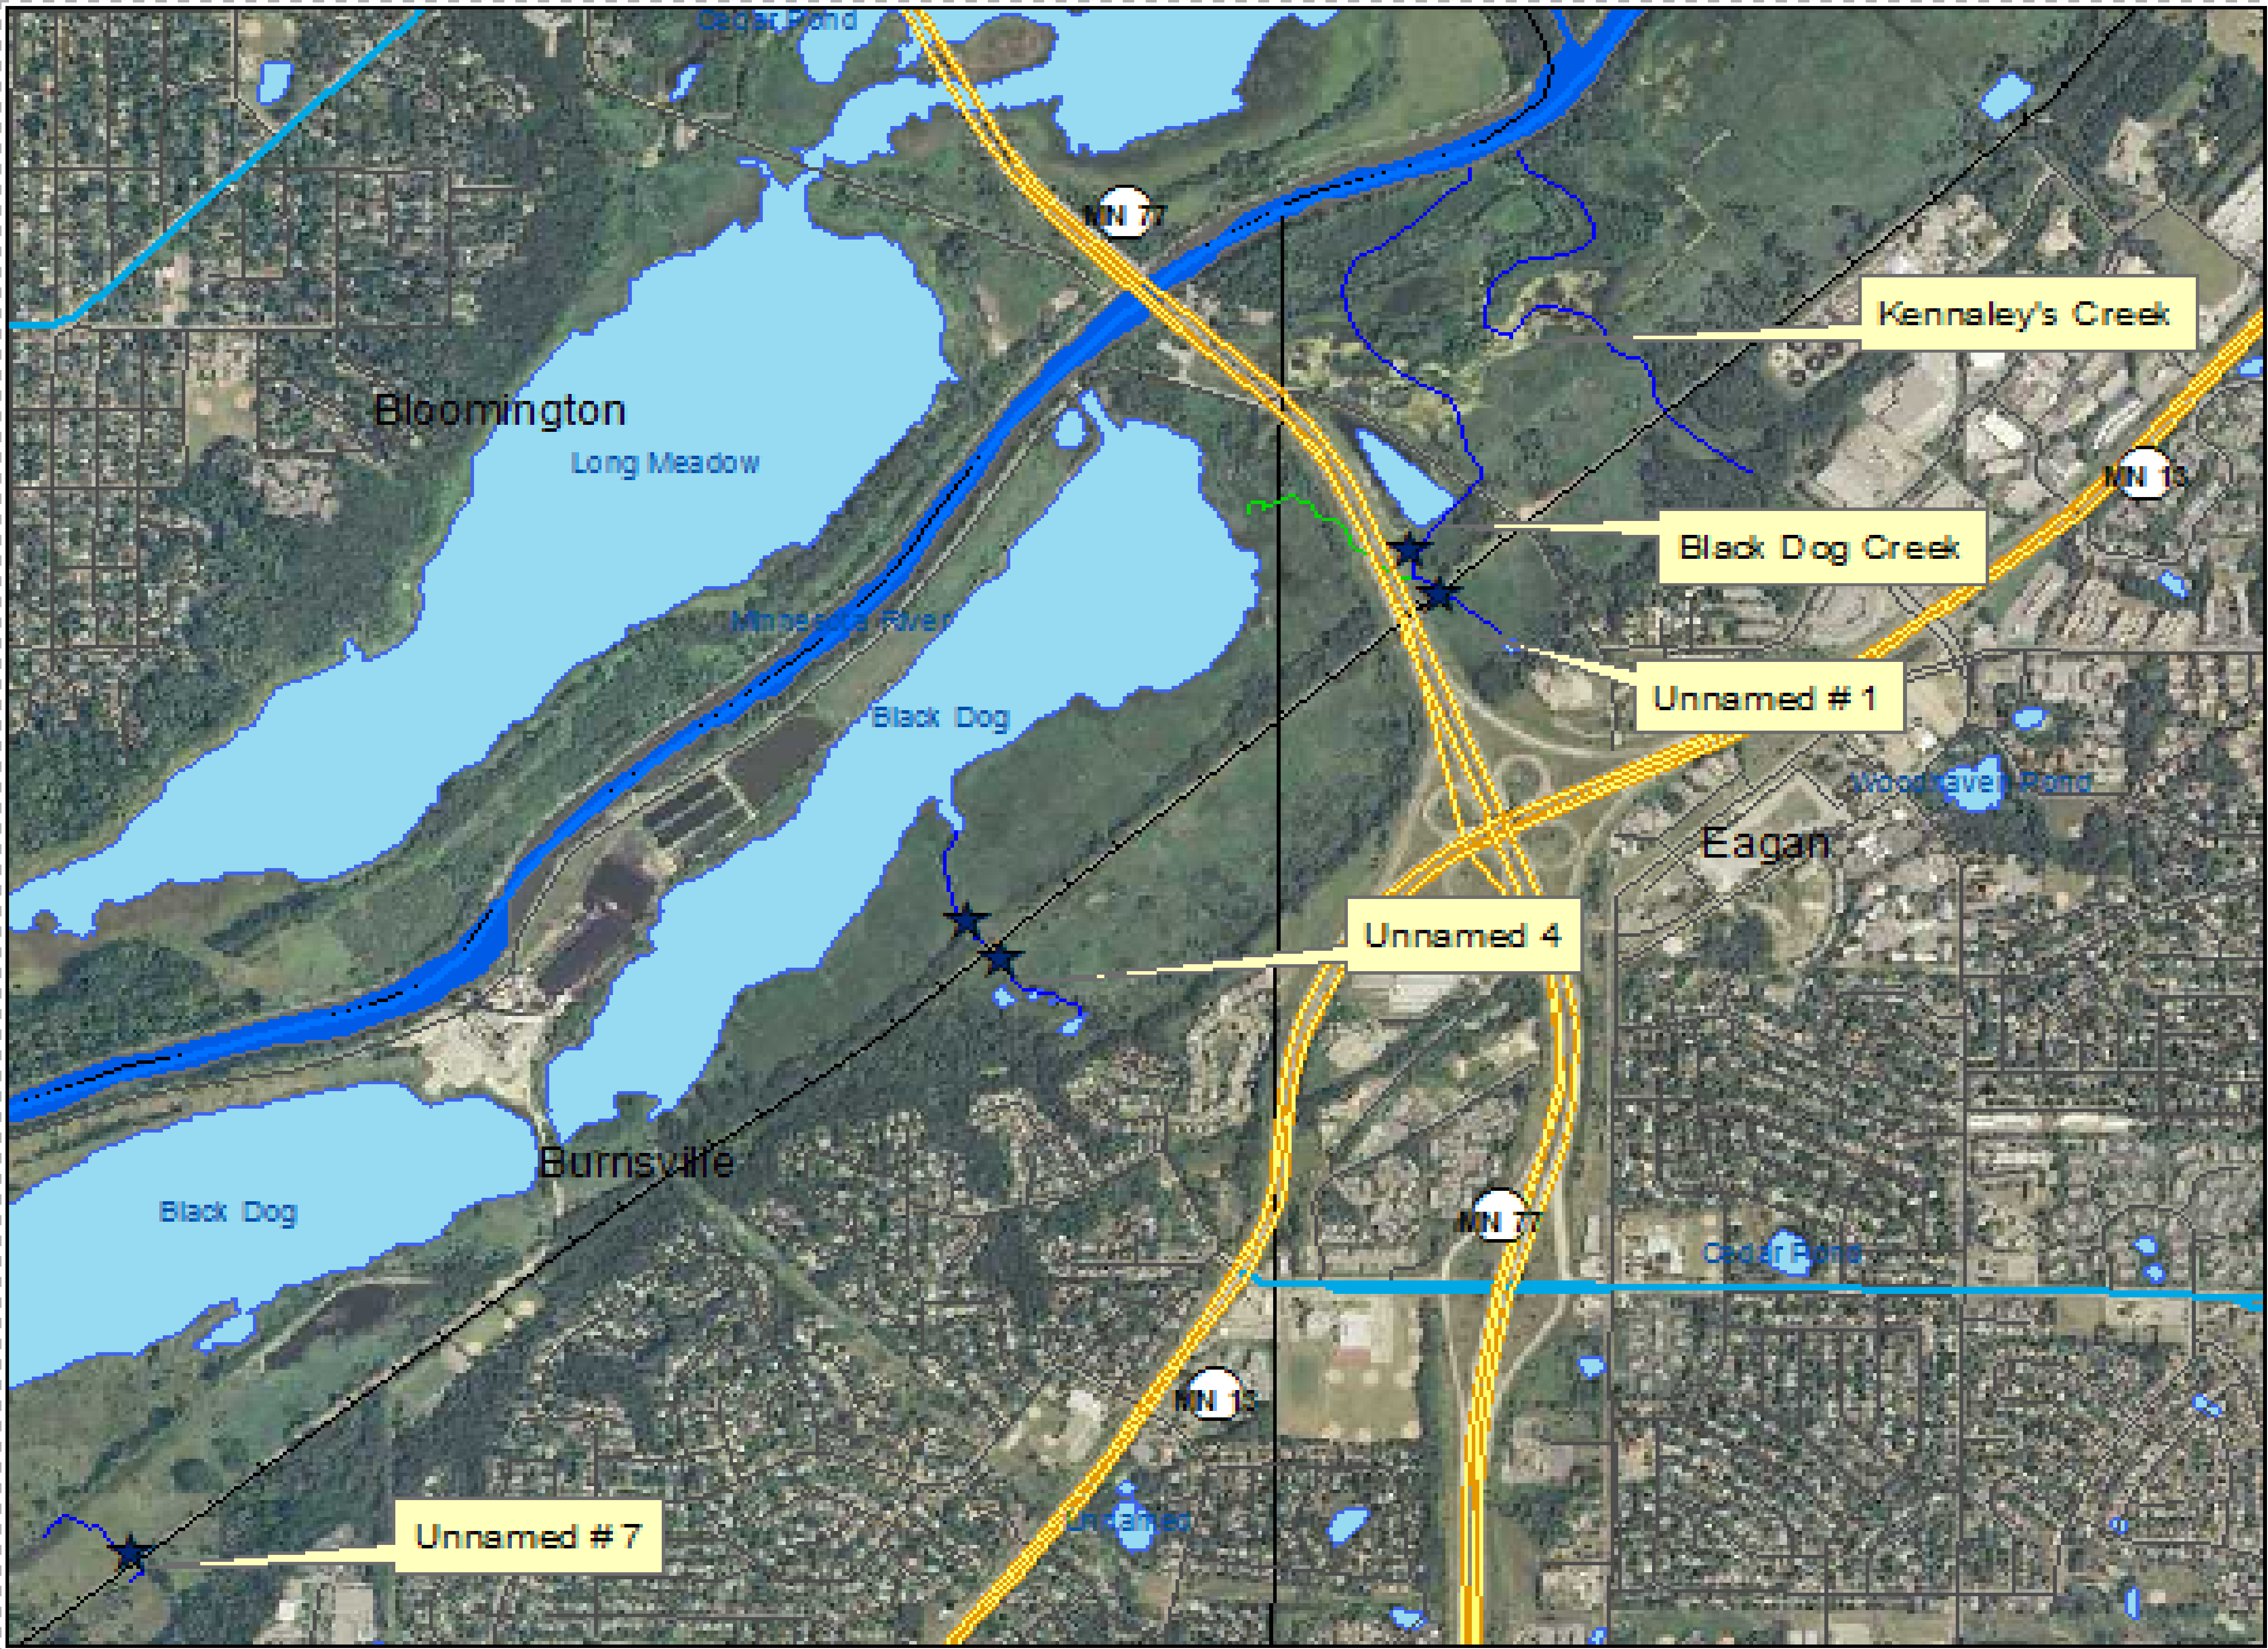 Cedar Pond
MN 77
Kennaley's Creek
Bloomington
Long Meadow
MN 13
Black Dog Creek
Minnesota River
Unnamed # 1
Black Dog
Woodhaven Pond
Eagan
Unnamed 4
Burnsville
Black Dog
MN 77
Cedar Pond
MN 13
Unnamed
Unnamed # 7